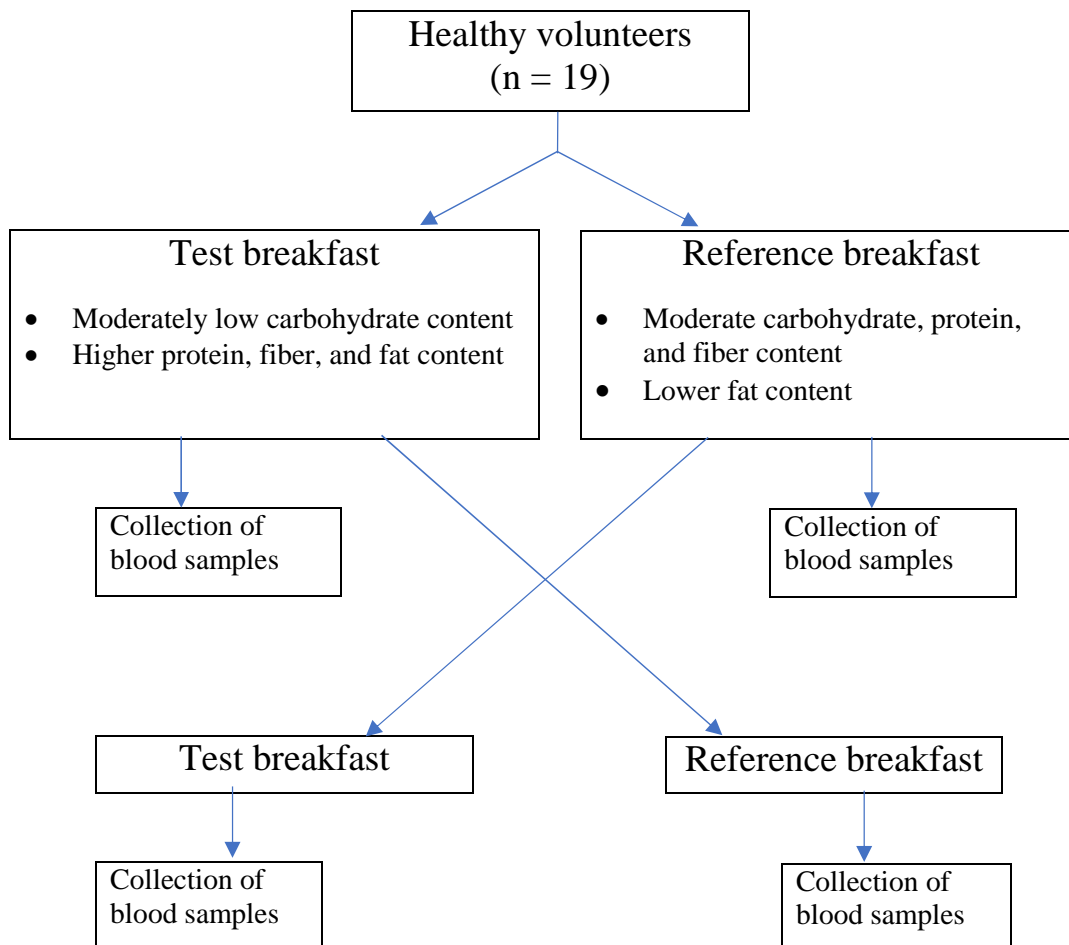 Healthy volunteers
(n = 19)
Test breakfast
• Moderately low carbohydrate content
• Higher protein, fiber, and fat content
Reference breakfast
• Moderate carbohydrate, protein,
and fiber content
• Lower fat content
Collection of
blood samples
Collection of
blood samples
Test breakfast
Reference breakfast
Collection of
blood samples
Collection of
blood samples